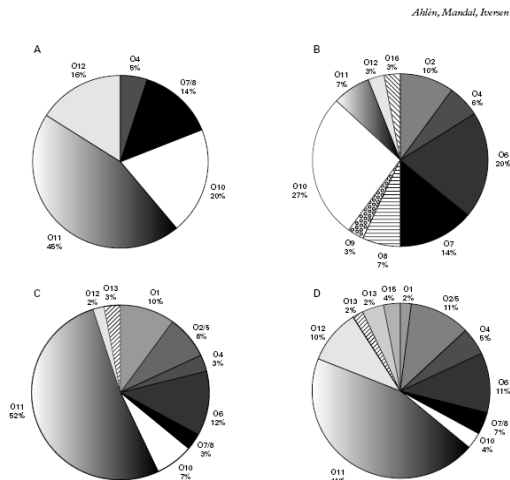 Ahlén, Mandal, Iversen
A
O12
16%
O4
5%
O7/8
14%
O10
20%
O11
45%
B
O11
7%
O12
3%
O16
3%
O2
10%
O4
6%
O6
20%
O7
14%
O8
7%
O9
3%
O10
27%
C
O12
2%
O13
3%
O1
10%
O2/5
8%
O4
3%
O6
12%
O7/8
3%
O10
7%
O11
52%
D
O12
10%
O13
2%
O13
2%
O15
4%
O1
2%
O2/5
11%
O4
5%
O6
11%
O7/8
7%
O10
4%
O11